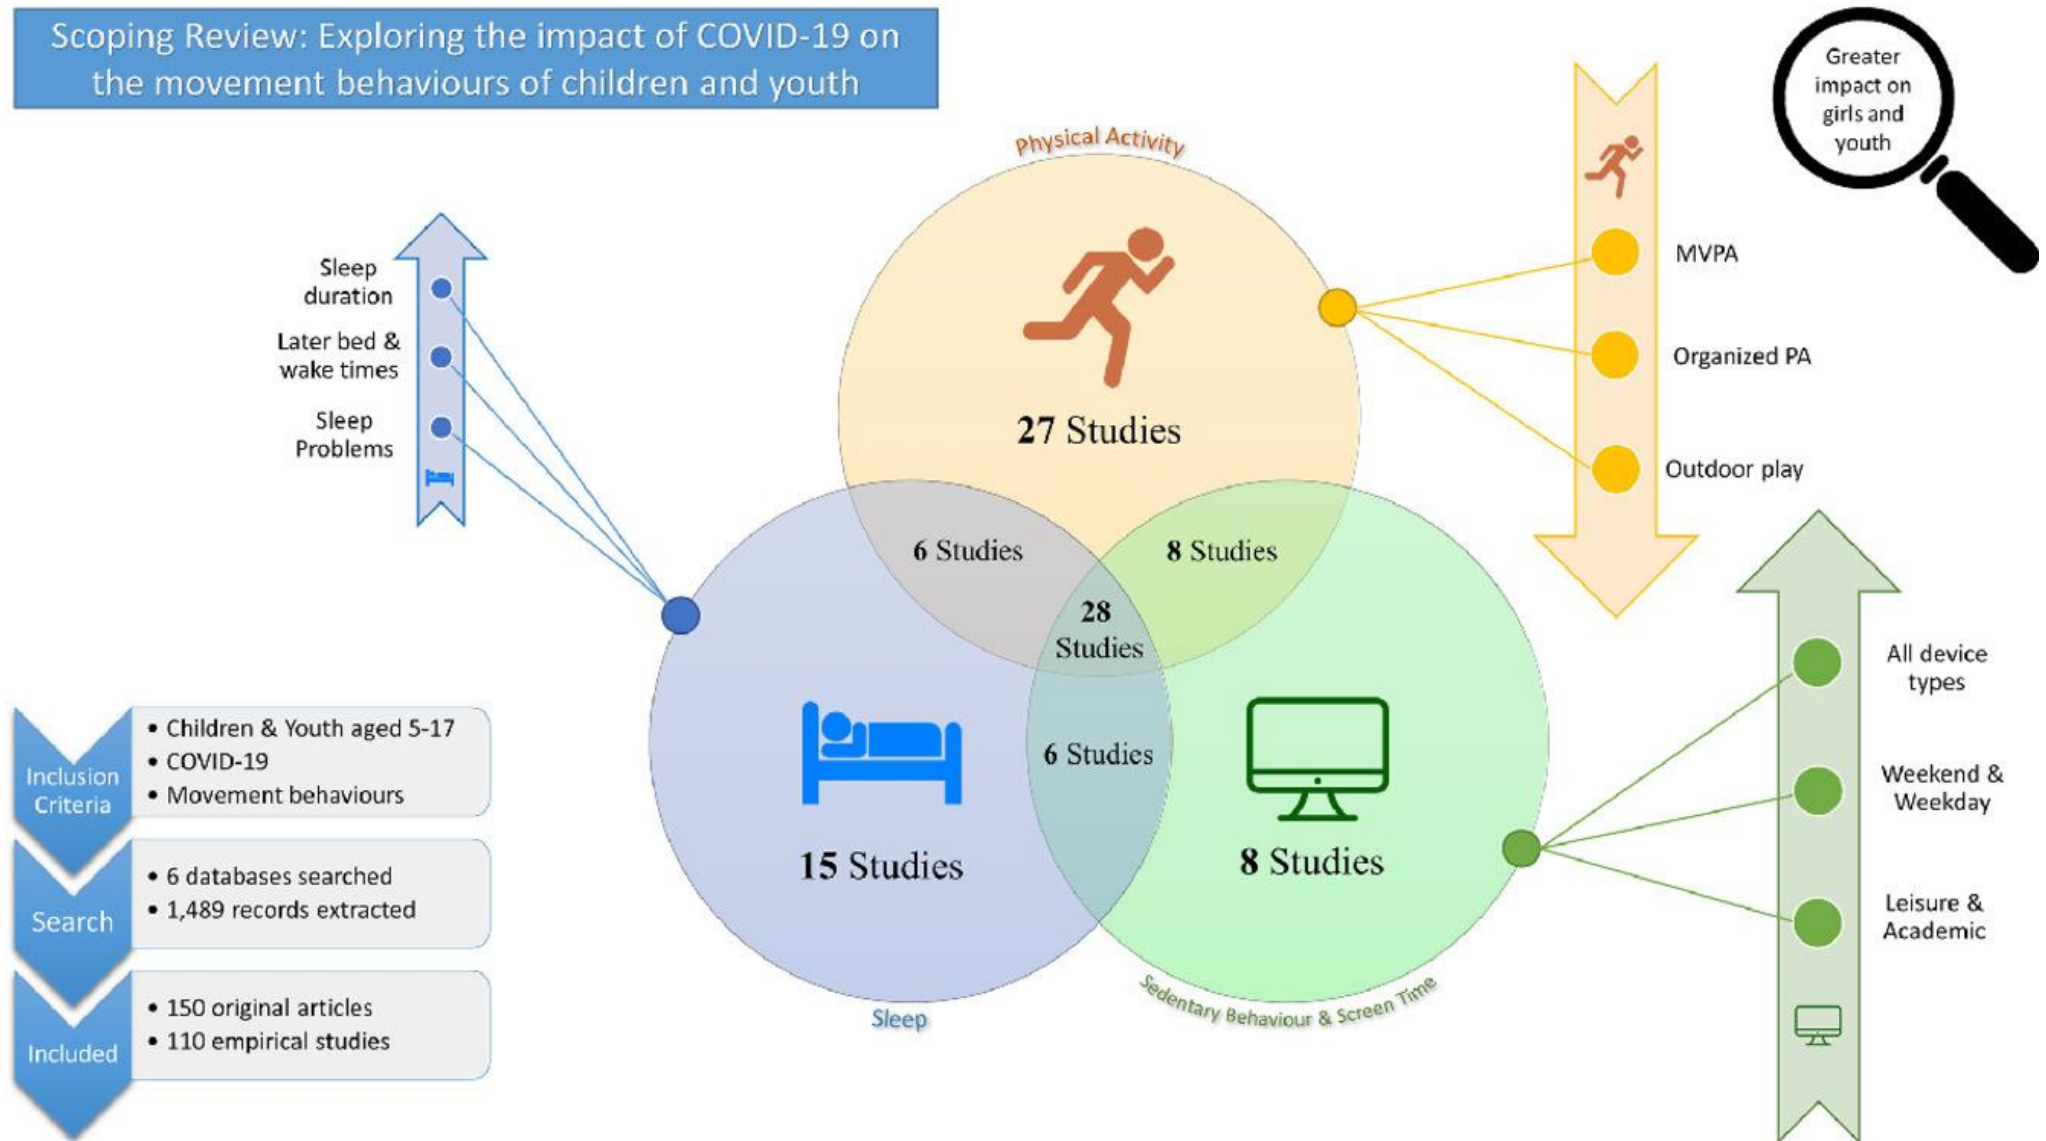 Scoping Review: Exploring the impact of COVID-19 on
the movement behaviours of children and youth
Greater
impact on
girls and
youth
Physical Activity
27 Studies
6 Studies
8 Studies
28
Studies
6 Studies
15 Studies
8 Studies
Sleep
Sedentary Behaviour & Screen Time
Sleep
duration
Later bed &
wake times
Sleep
Problems
MVPA
Organized PA
Outdoor play
All device
types
Weekend &
Weekday
Leisure &
Academic
Inclusion
Criteria
• Children & Youth aged 5-17
• COVID-19
• Movement behaviours
Search
• 6 databases searched
• 1,489 records extracted
Included
• 150 original articles
• 110 empirical studies